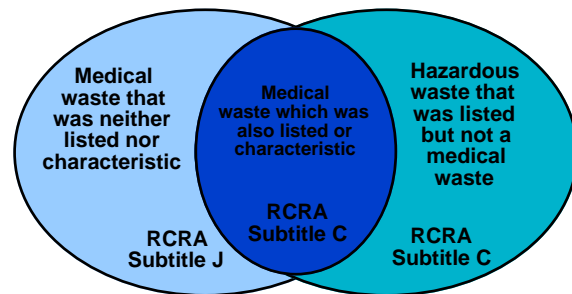 Medical
waste that
was neither
listed nor
characteristic
RCRA
Subtitle J
Medical
waste which was
also listed or
characteristic
RCRA
Subtitle C
Hazardous
waste that
was listed
but not a
medical
waste
RCRA
Subtitle C